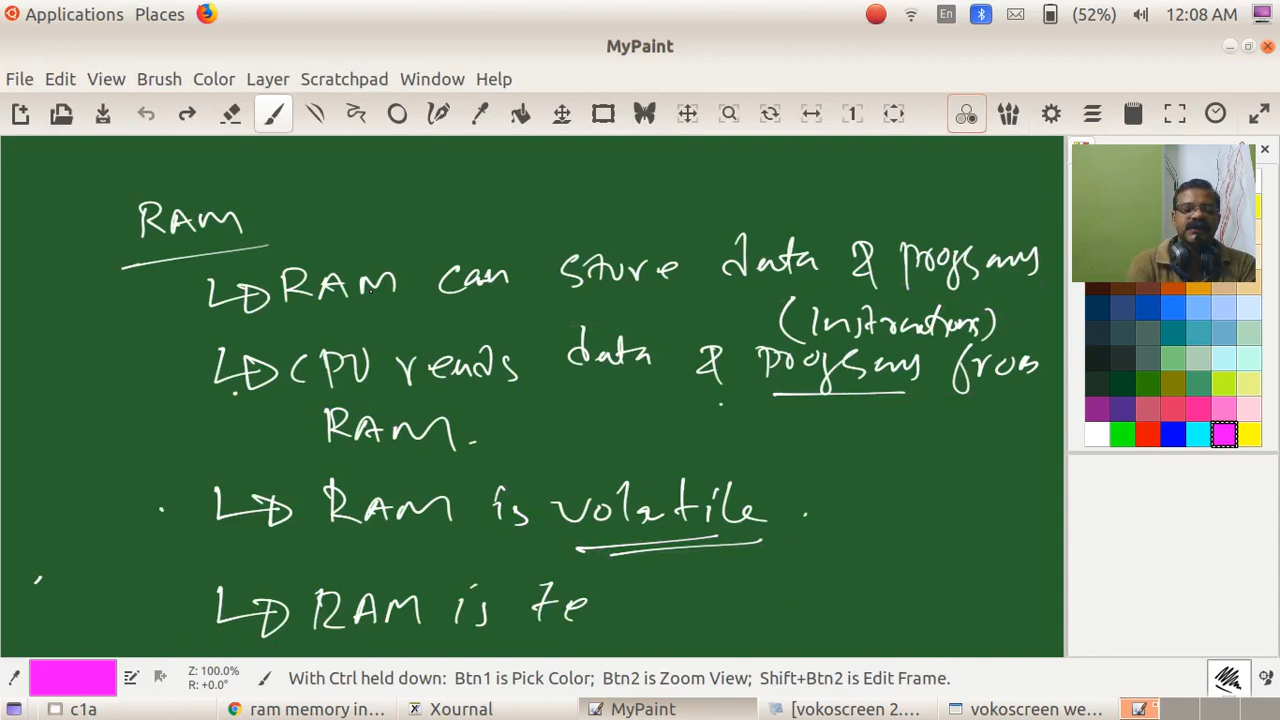 Applications Places En (52%) 12:08 AM
MyPaint
File Edit View Brush Color Layer Scratchpad Window Help
RAM
RAM can store data & programs
(Instructions)
CPU reads data & programs from
RAM.
RAM is volatile
RAM is Te
Z: 100.0%
R: +0.0°
With Ctrl held down: Btn1 is Pick Color; Btn2 is Zoom View; Shift+Btn2 is Edit Frame.
c1a ram memory in... Xournal MyPaint [vokoscreen 2.... vokoscreen we...